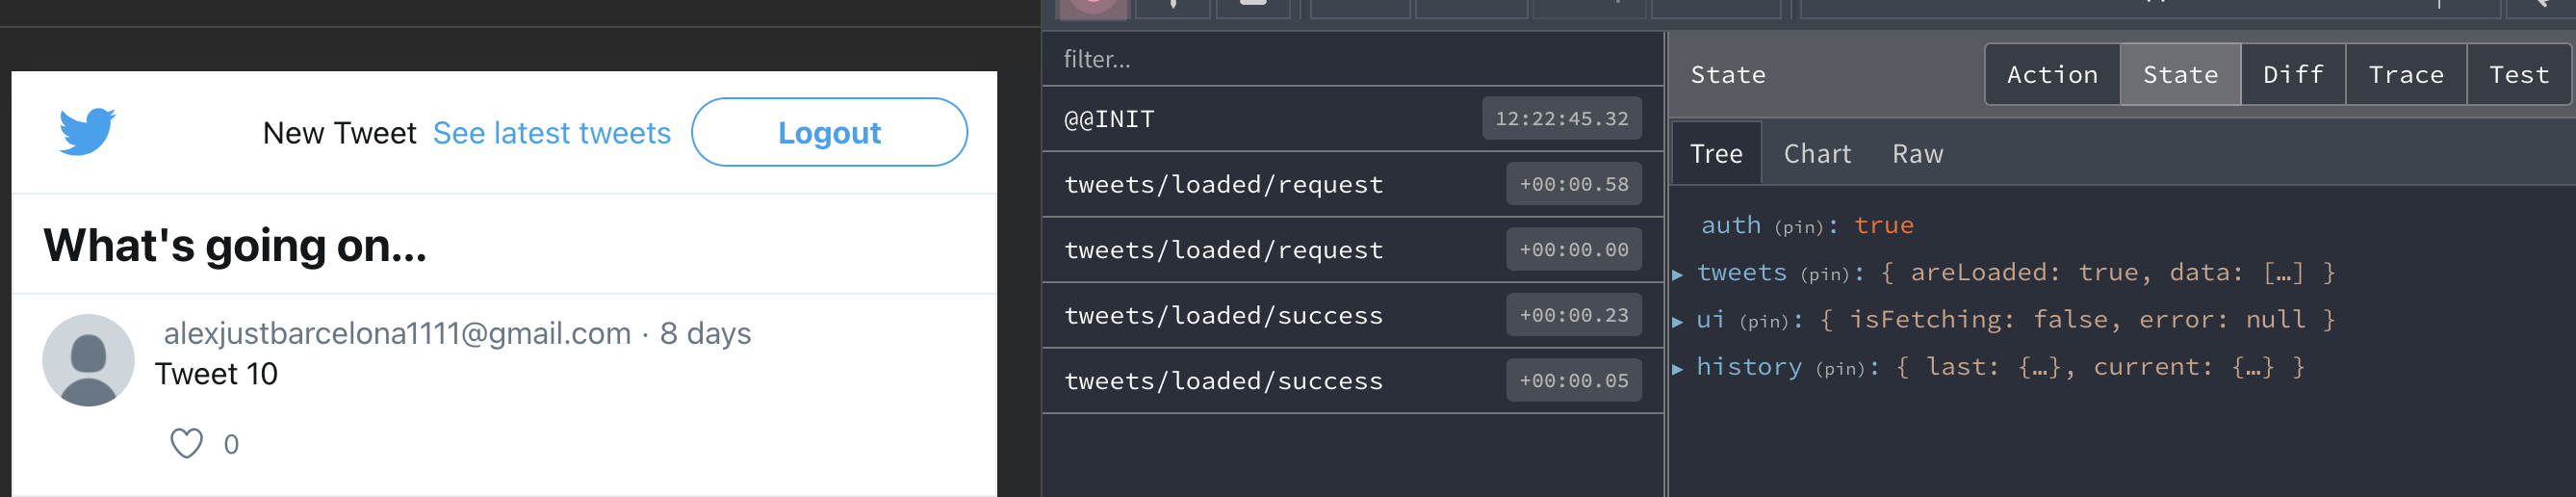 New Tweet See latest tweets Logout
What's going on...
alexjustbarcelona1111@gmail.com · 8 days
Tweet 10
0
filter...
@@INIT 12:22:45.32
tweets/loaded/request +00:00.58
tweets/loaded/request +00:00.00
tweets/loaded/success +00:00.23
tweets/loaded/success +00:00.05
State Action State Diff Trace Test
Tree Chart Raw
auth (pin): true
tweets (pin): { areLoaded: true, data: […] }
ui (pin): { isFetching: false, error: null }
history (pin): { last: {…}, current: {…} }